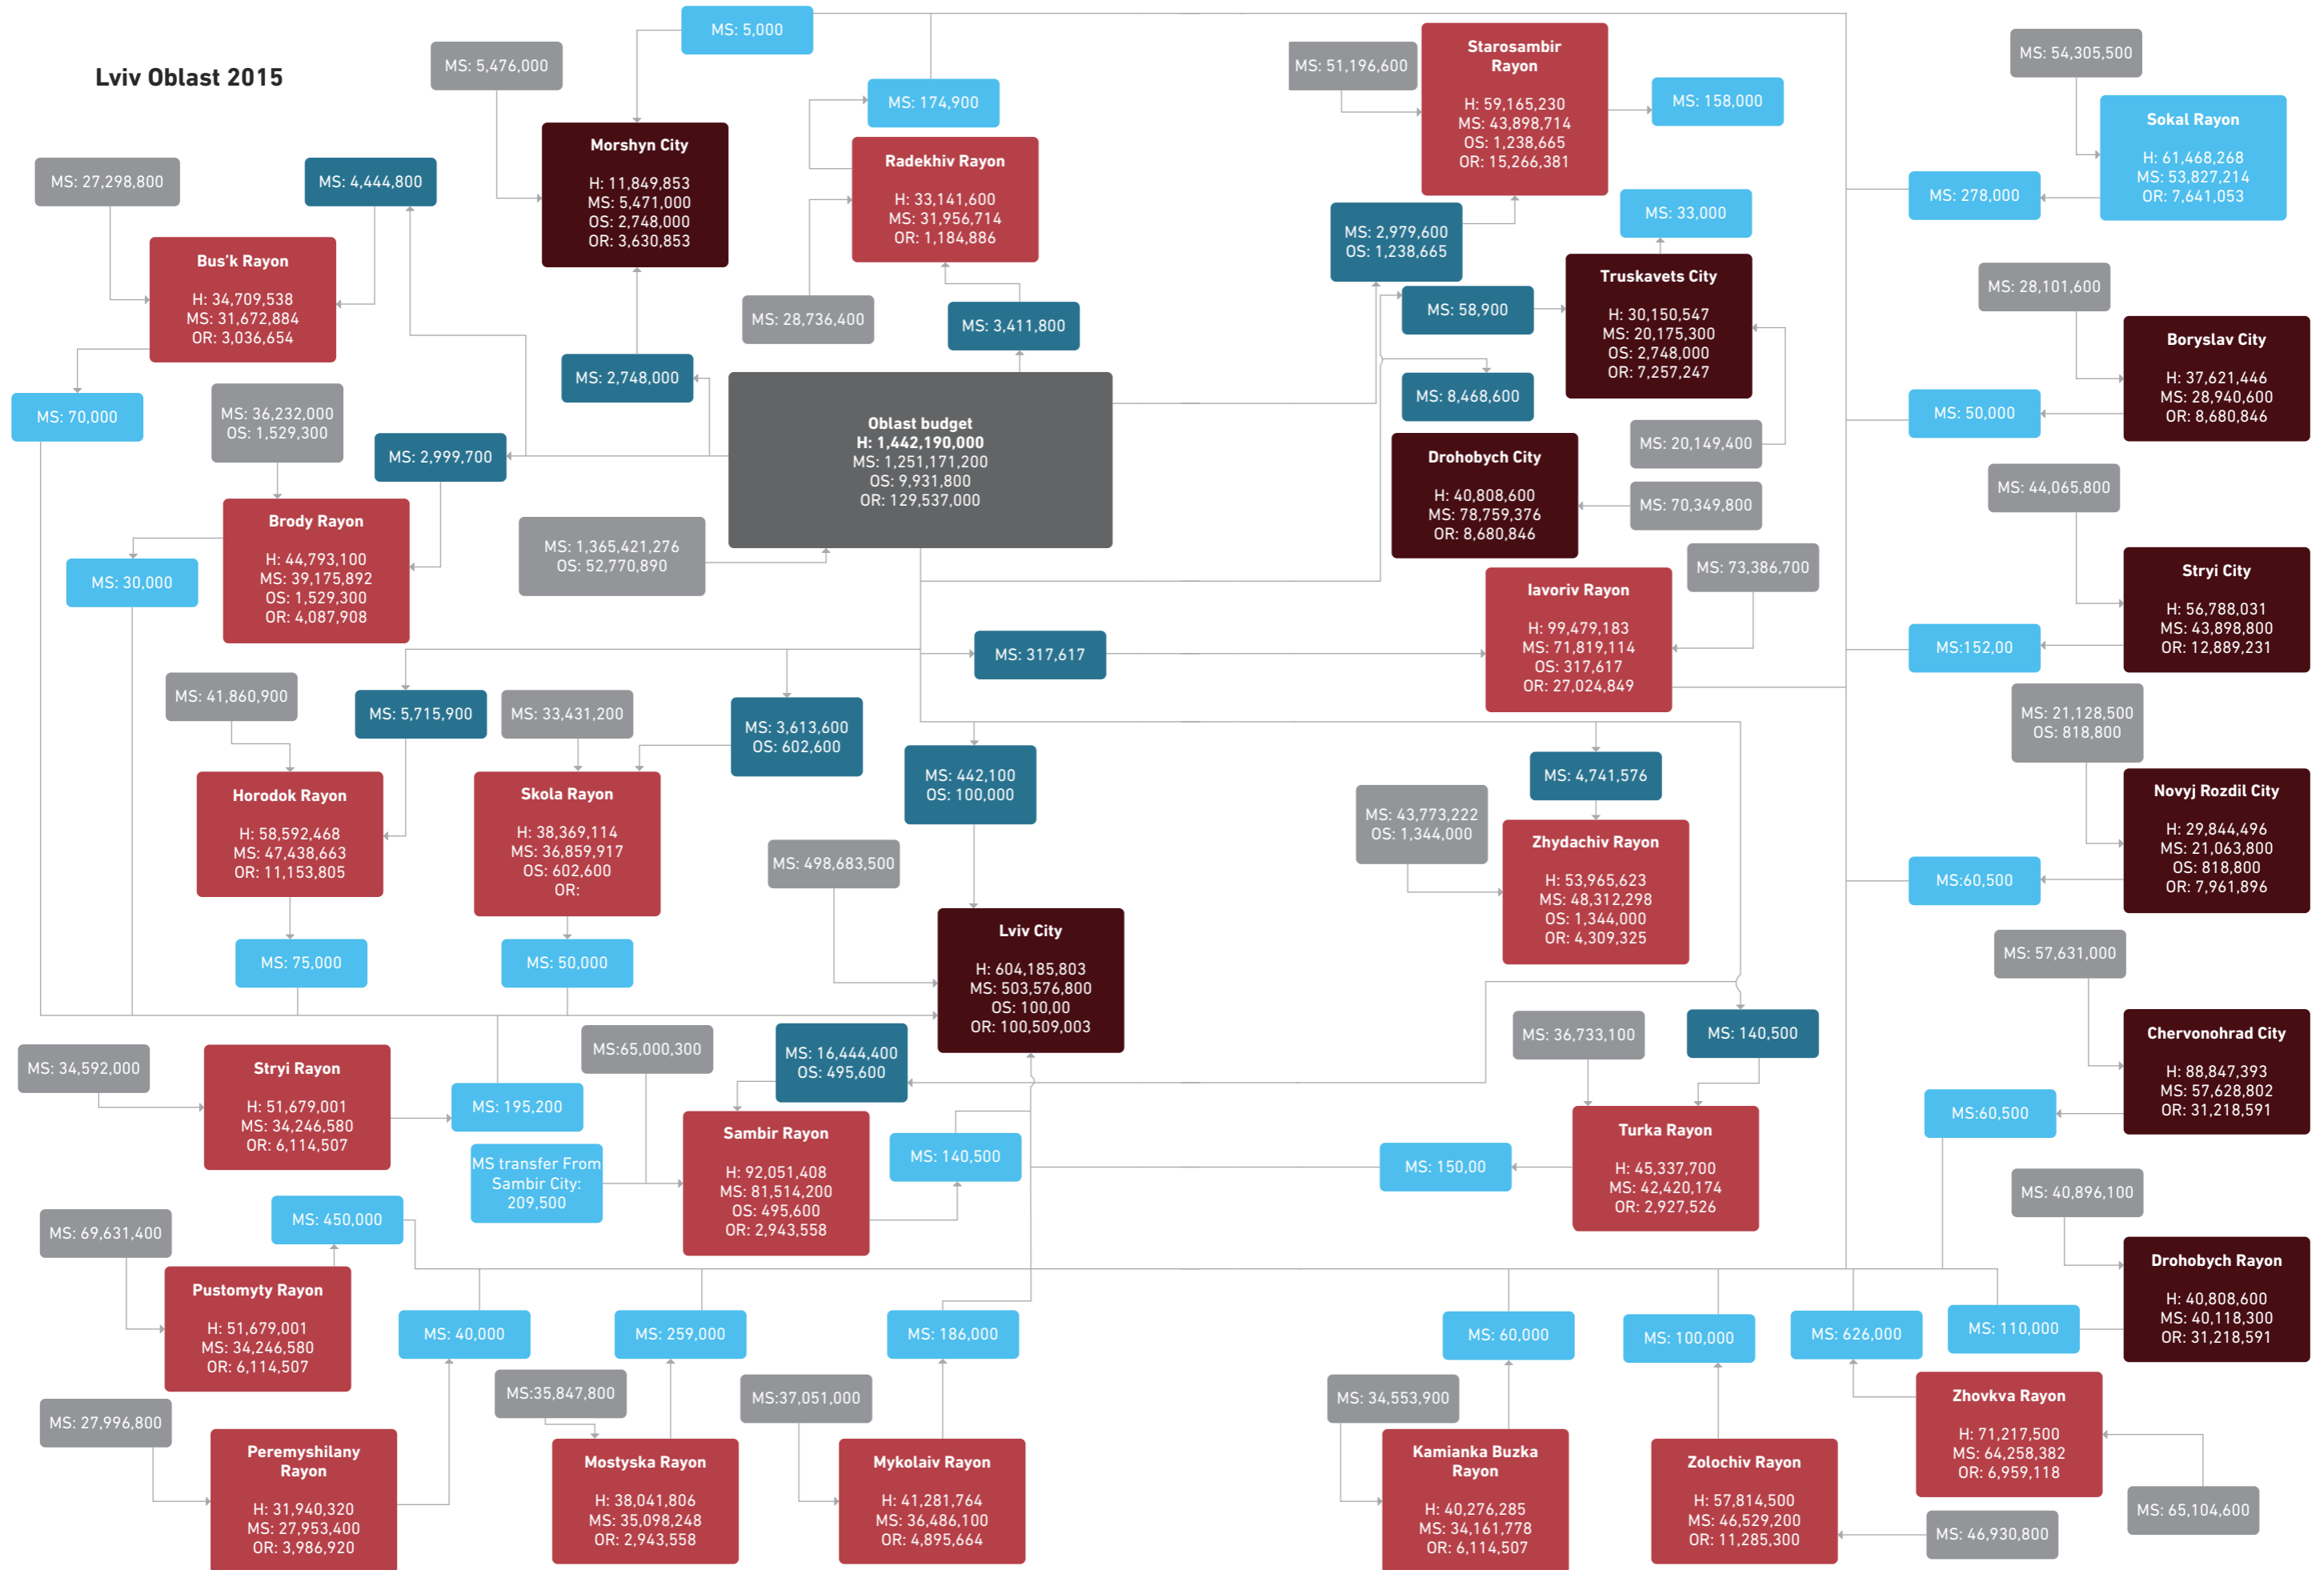 Lviv Oblast 2015
MS: 5,000
MS: 5,476,000
MS: 174,900
Morshyn City
H: 11,849,853
MS: 5,471,000
OS: 2,748,000
OR: 3,630,853
Radekhiv Rayon
H: 33,141,600
MS: 31,956,714
OR: 1,184,886
MS: 51,196,600
Starosambir
Rayon
H: 59,165,230
MS: 43,898,714
OS: 1,238,665
OR: 15,266,381
MS: 158,000
MS: 54,305,500
Sokal Rayon
H: 61,468,268
MS: 53,827,214
OR: 7,641,053
MS: 278,000
MS: 27,298,800
MS: 4,444,800
Bus'k Rayon
H: 34,709,538
MS: 31,672,884
OR: 3,036,654
MS: 28,736,400
MS: 3,411,800
MS: 2,979,600
OS: 1,238,665
MS: 33,000
MS: 58,900
Truskavets City
H: 30,150,547
MS: 20,175,300
OS: 2,748,000
OR: 7,257,247
MS: 28,101,600
Boryslav City
H: 37,621,446
MS: 28,940,600
OR: 8,680,846
MS: 50,000
MS: 70,000
MS: 36,232,000
OS: 1,529,300
MS: 2,999,700
MS: 2,748,000
Oblast budget
H: 1,442,190,000
MS: 1,251,171,200
OS: 9,931,800
OR: 129,537,000
MS: 8,468,600
MS: 20,149,400
Drohobych City
H: 40,808,600
MS: 78,759,376
OR: 8,680,846
MS: 70,349,800
MS: 44,065,800
Brody Rayon
H: 44,793,100
MS: 39,175,892
OS: 1,529,300
OR: 4,087,908
MS: 30,000
MS: 1,365,421,276
OS: 52,770,890
MS: 73,386,700
Iavoriv Rayon
H: 99,479,183
MS: 71,819,114
OS: 317,617
OR: 27,024,849
Stryi City
H: 56,788,031
MS: 43,898,800
OR: 12,889,231
MS:152,00
MS: 317,617
MS: 41,860,900
MS: 5,715,900
MS: 33,431,200
MS: 3,613,600
OS: 602,600
MS: 442,100
OS: 100,000
MS: 4,741,576
MS: 21,128,500
OS: 818,800
Horodok Rayon
H: 58,592,468
MS: 47,438,663
OR: 11,153,805
Skola Rayon
H: 38,369,114
MS: 36,859,917
OS: 602,600
OR:
MS: 43,773,222
OS: 1,344,000
Zhydachiv Rayon
H: 53,965,623
MS: 48,312,298
OS: 1,344,000
OR: 4,309,325
Novyj Rozdil City
H: 29,844,496
MS: 21,063,800
OS: 818,800
OR: 7,961,896
MS:60,500
MS: 498,683,500
MS: 75,000
MS: 50,000
Lviv City
H: 604,185,803
MS: 503,576,800
OS: 100,00
OR: 100,509,003
MS: 57,631,000
Chervonohrad City
H: 88,847,393
MS: 57,628,802
OR: 31,218,591
MS:60,500
MS: 34,592,000
Stryi Rayon
H: 51,679,001
MS: 34,246,580
OR: 6,114,507
MS: 195,200
MS:65,000,300
MS: 16,444,400
OS: 495,600
MS: 36,733,100
MS: 140,500
MS transfer From
Sambir City:
209,500
Sambir Rayon
H: 92,051,408
MS: 81,514,200
OS: 495,600
OR: 2,943,558
MS: 140,500
MS: 150,00
Turka Rayon
H: 45,337,700
MS: 42,420,174
OR: 2,927,526
MS: 40,896,100
Drohobych Rayon
H: 40,808,600
MS: 40,118,300
OR: 31,218,591
MS: 110,000
MS: 69,631,400
MS: 450,000
Pustomyty Rayon
H: 51,679,001
MS: 34,246,580
OR: 6,114,507
MS: 40,000
MS: 259,000
MS: 186,000
MS: 60,000
MS: 100,000
MS: 626,000
MS: 27,996,800
Peremyshilany
Rayon
H: 31,940,320
MS: 27,953,400
OR: 3,986,920
MS:35,847,800
Mostyska Rayon
H: 38,041,806
MS: 35,098,248
OR: 2,943,558
MS:37,051,000
Mykolaiv Rayon
H: 41,281,764
MS: 36,486,100
OR: 4,895,664
MS: 34,553,900
Kamianka Buzka
Rayon
H: 40,276,285
MS: 34,161,778
OR: 6,114,507
Zolochiv Rayon
H: 57,814,500
MS: 46,529,200
OR: 11,285,300
MS: 46,930,800
Zhovkva Rayon
H: 71,217,500
MS: 64,258,382
OR: 6,959,118
MS: 65,104,600